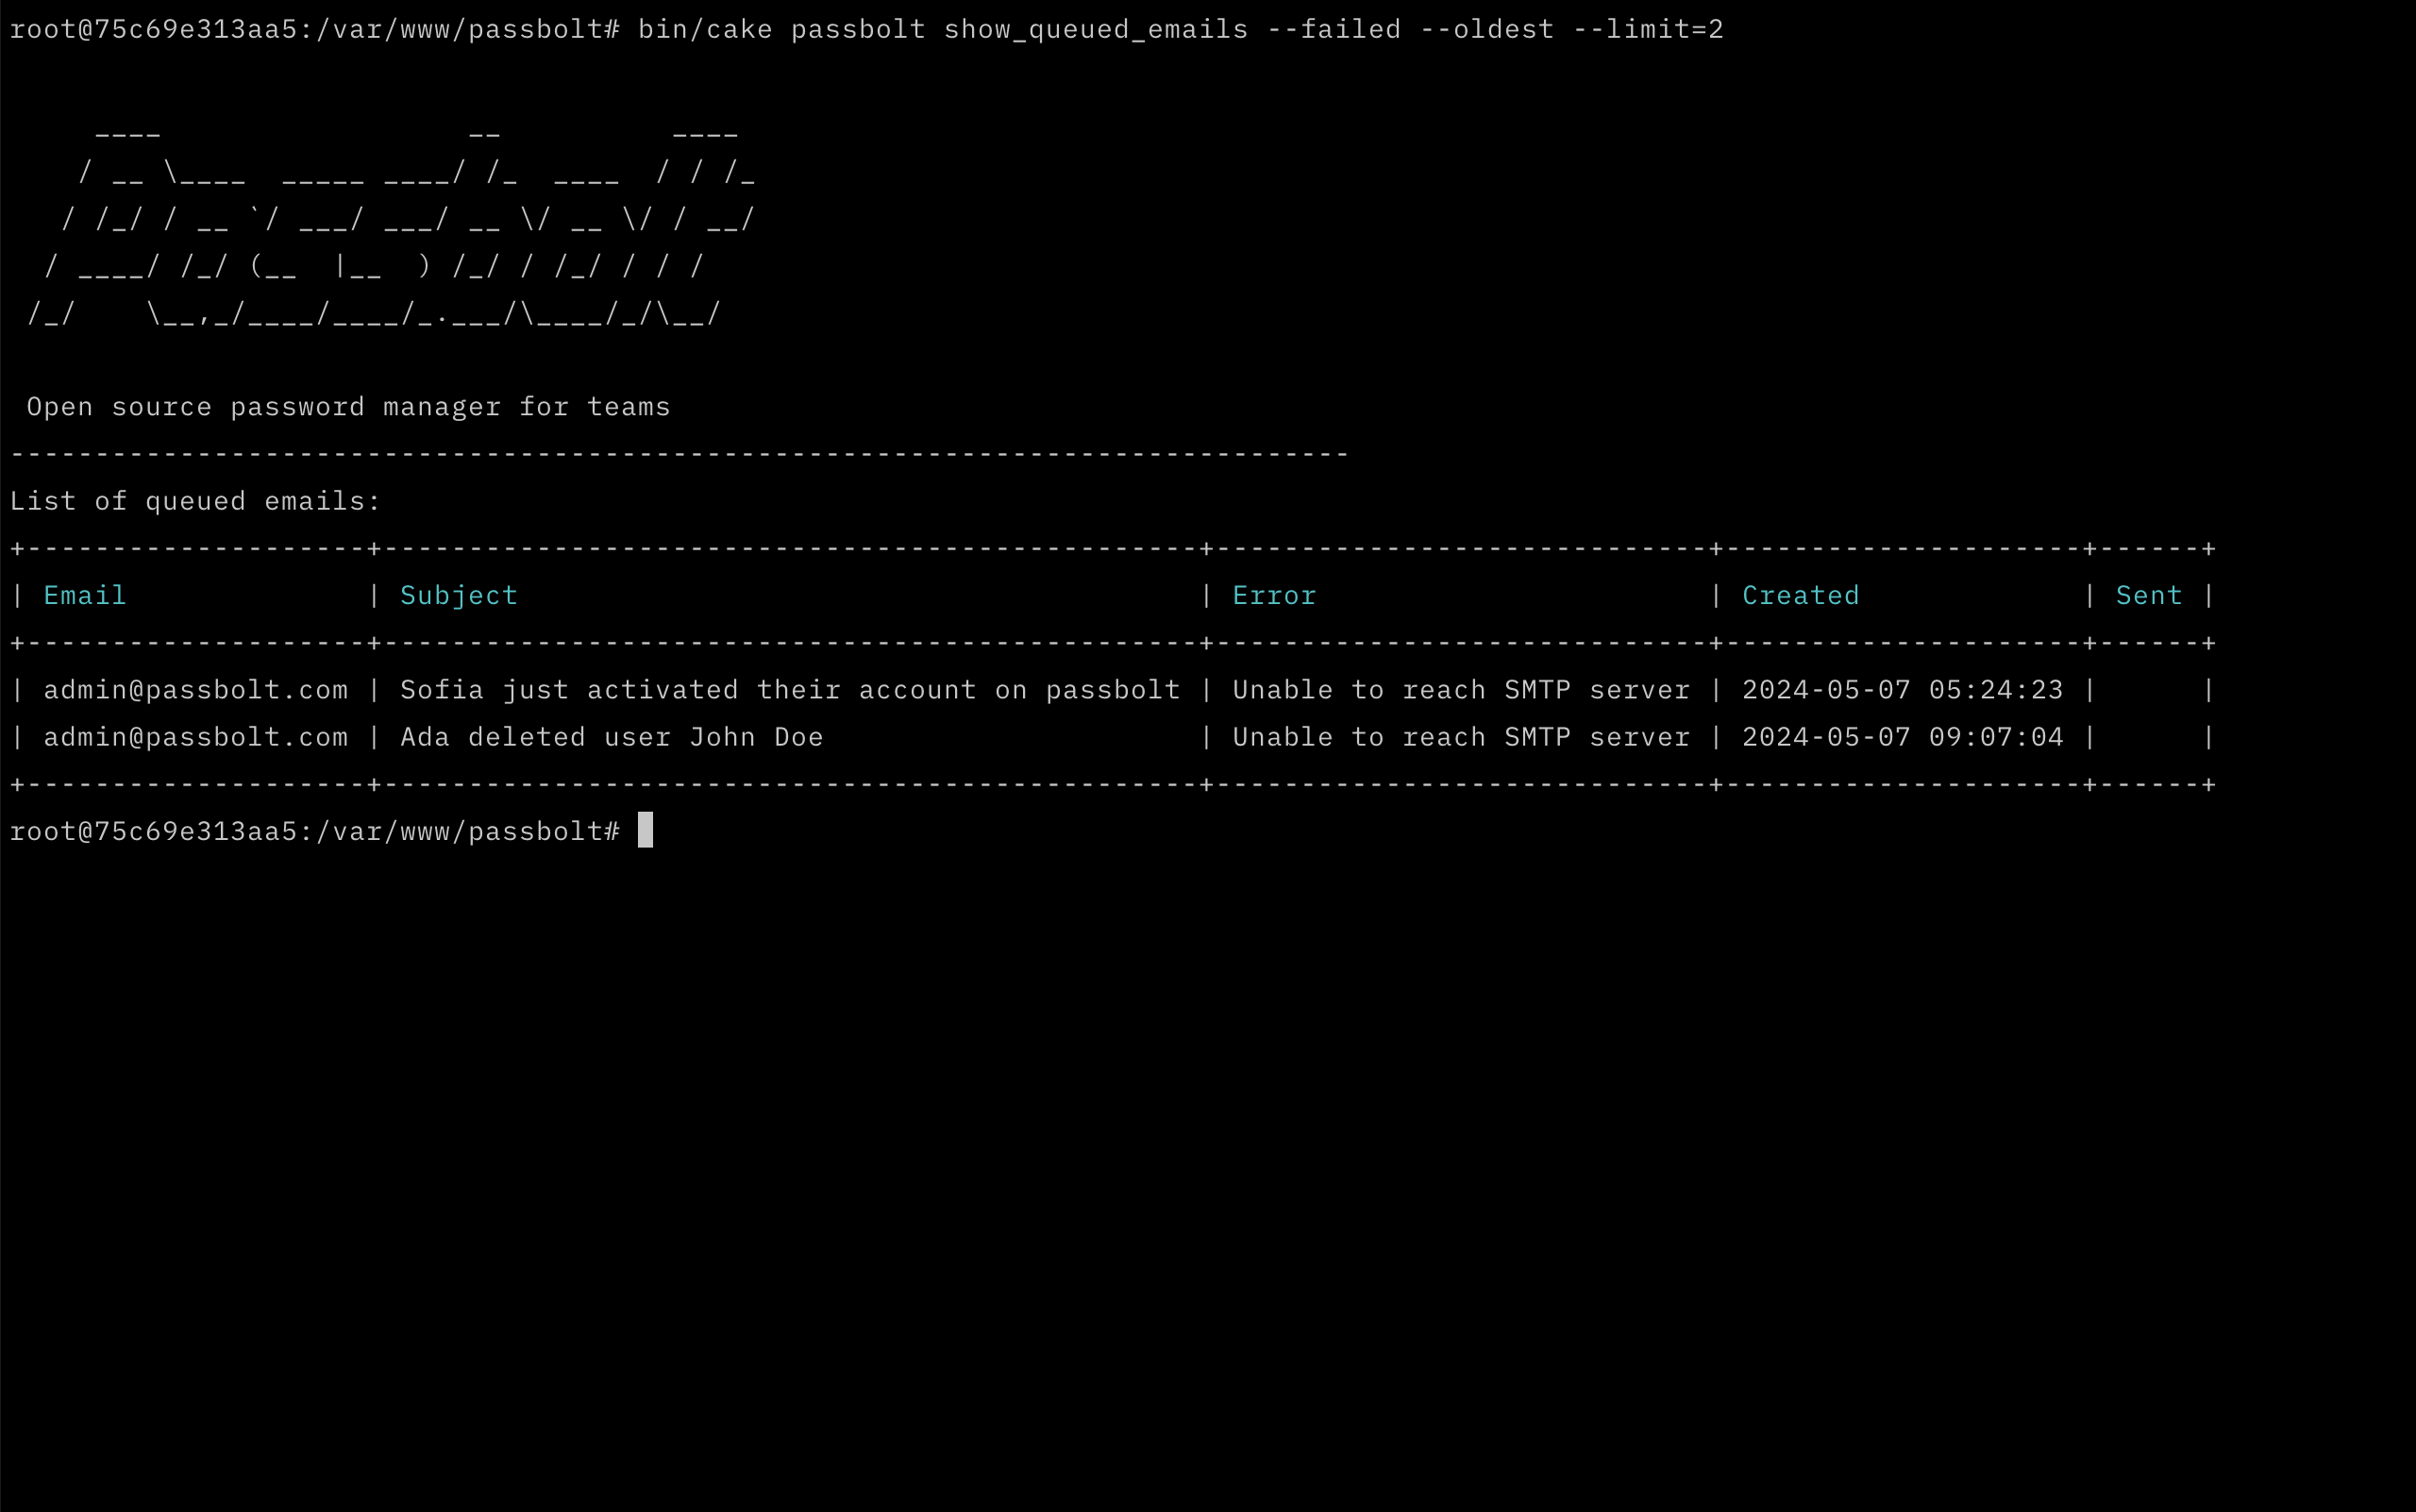 root@75c69e313aa5:/var/www/passbolt# bin/cake passbolt show_queued_emails --failed --oldest --limit=2
     ____                  __          ____
    / __ \____  _____ ____/ /_  ____  / / /_
   / /_/ / __ `/ ___/ ___/ __ \/ __ \/ / __/
  / ____/ /_/ (__  |__  ) /_/ / /_/ / / /
 /_/    \__,_/____/____/_.___/\____/_/\__/
 Open source password manager for teams
-------------------------------------------------------------------------------
List of queued emails:
+--------------------+------------------------------------------------+-----------------------------+---------------------+------+
| Email              | Subject                                        | Error                       | Created             | Sent |
+--------------------+------------------------------------------------+-----------------------------+---------------------+------+
| admin@passbolt.com | Sofia just activated their account on passbolt | Unable to reach SMTP server | 2024-05-07 05:24:23 |      |
| admin@passbolt.com | Ada deleted user John Doe                      | Unable to reach SMTP server | 2024-05-07 09:07:04 |      |
+--------------------+------------------------------------------------+-----------------------------+---------------------+------+
root@75c69e313aa5:/var/www/passbolt#